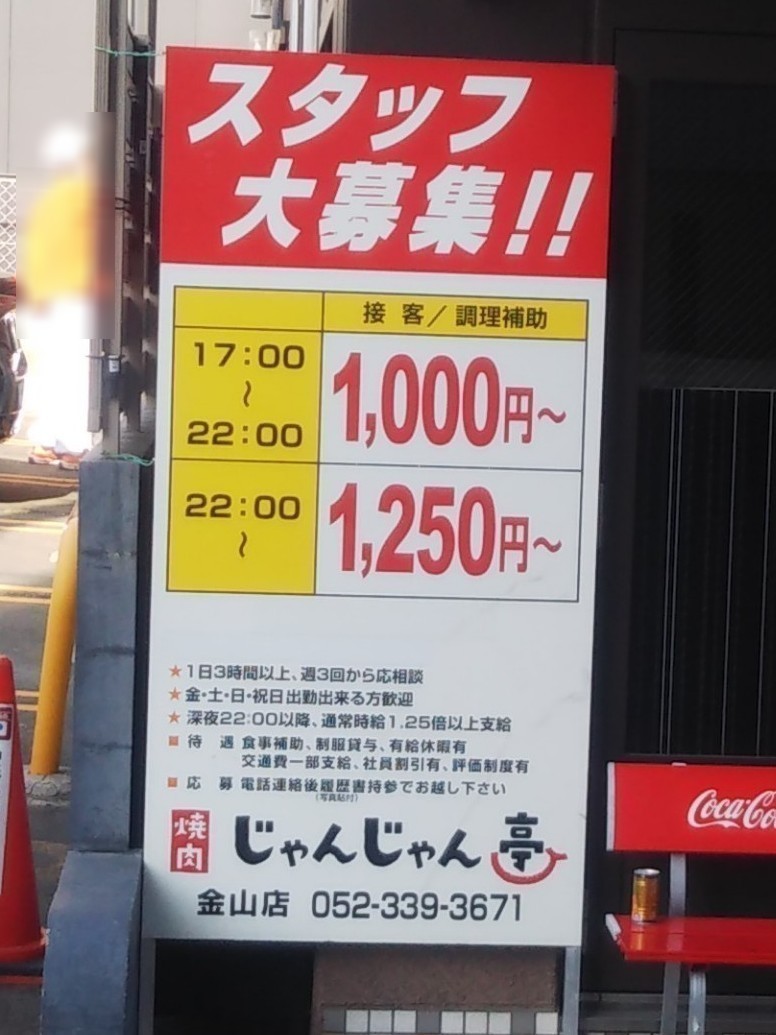 スタッフ
大募集!!
接客/調理補助
17:00
〜
22:00
1,000円〜
22:00
〜
1,250円〜
★1日3時間以上、週3回から応相談
★金・土・日・祝日出勤出来る方歓迎
★深夜22:00以降、通常時給1.25倍以上支給
■待遇 食事補助、制服貸与、有給休暇有
交通費一部支給、社員割引有、評価制度有
■応募 電話連絡後履歴書持参でお越し下さい
(写真貼付)
焼肉 じゃんじゃん亭
金山店 052-339-3671
Coca-Co